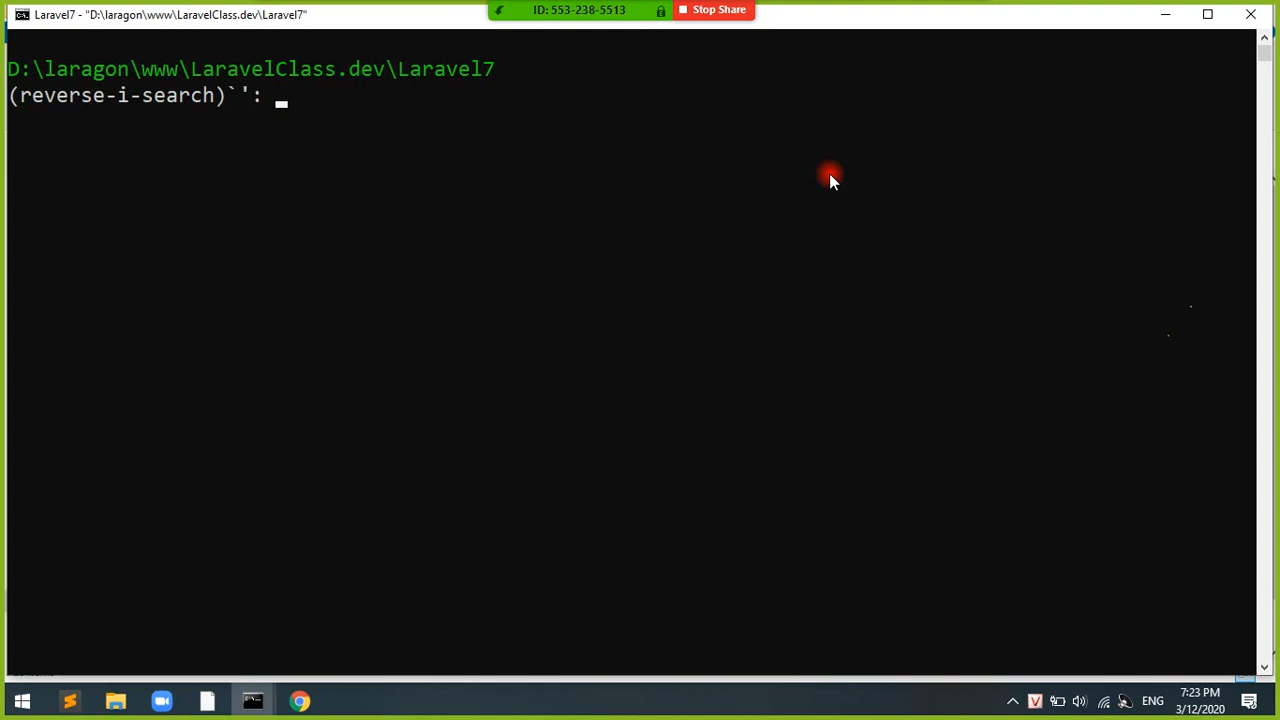 Laravel7 - "D:\laragon\www\LaravelClass.dev\Laravel7"
ID: 553-238-5513
Stop Share
D:\laragon\www\LaravelClass.dev\Laravel7
(reverse-i-search)`':
ENG
7:23 PM
3/12/2020